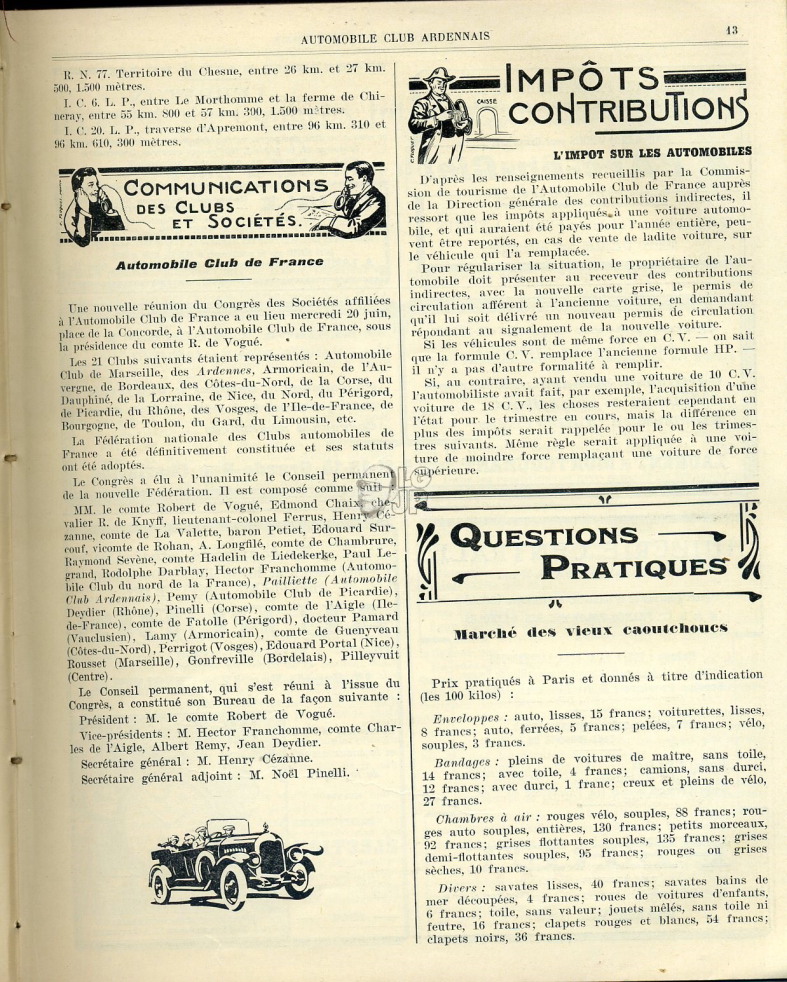 AUTOMOBILE CLUB ARDENNAIS
13
R. N. 77. Territoire du Chesne, entre 26 km. et 27 km.
500, 1.500 mètres.
I. C. 6. L. P., entre Le Morthomme et la ferme de Chi-
neray, entre 55 km. 800 et 57 km. 300, 1.500 mètres.
I. C. 20. L. P., traverse d'Apremont, entre 96 km. 310 et
96 km. 610, 300 mètres.
COMMUNICATIONS
DES CLUBS
ET SOCIÉTÉS.
Automobile Club de France
Une nouvelle réunion du Congrès des Sociétés affiliées
à l'Automobile Club de France a eu lieu mercredi 20 juin,
place de la Concorde, à l'Automobile Club de France, sous
la présidence du comte R. de Vogué.
Les 21 Clubs suivants étaient représentés : Automobile
Club de Marseille, des Ardennes, Armoricain, de l'Au-
vergne, de Bordeaux, des Côtes-du-Nord, de la Corse, du
Dauphiné, de la Lorraine, de Nice, du Nord, du Périgord,
de Picardie, du Rhône, des Vosges, de l'Ile-de-France, de
Bourgogne, de Toulon, du Gard, du Limousin, etc.
La Fédération nationale des Clubs automobiles de
France a été définitivement constituée et ses statuts
ont été adoptés.
Le Congrès a élu à l'unanimité le Conseil permanent
de la nouvelle Fédération. Il est composé comme suit :
MM. le comte Robert de Vogué, Edmond Chaix, che-
valier R. de Knyff, lieutenant-colonel Ferrus, Henry Cé-
zanne, comte de La Valette, baron Petiet, Edouard Sur-
couf, vicomte de Rohan, A. Longfilé, comte de Chambrure,
Raymond Sevène, comte Hadelin de Liedekerke, Paul Le-
grand, Rodolphe Darblay, Hector Franchomme (Automo-
bile Club du nord de la France), Pailliette (Automobile
Club Ardennais), Pemy (Automobile Club de Picardie),
Deydier (Rhône), Pinelli (Corse), comte de l'Aigle (Ile-
de-France), comte de Fatolle (Périgord), docteur Pamard
(Vauclusien), Lamy (Armoricain), comte de Guenyveau
(Côtes-du-Nord), Perrigot (Vosges), Edouard Portal (Nice),
Rousset (Marseille), Gonfreville (Bordelais), Pilleyvuit
(Centre).
Le Conseil permanent, qui s'est réuni à l'issue du
Congrès, a constitué son Bureau de la façon suivante :
Président : M. le comte Robert de Vogué.
Vice-présidents : M. Hector Franchomme, comte Char-
les de l'Aigle, Albert Remy, Jean Deydier.
Secrétaire général : M. Henry Cézanne.
Secrétaire général adjoint : M. Noël Pinelli.
CAISSE
IMPÔTS
CONTRIBUTIONS
L'IMPOT SUR LES AUTOMOBILES
D'après les renseignements recueillis par la Commis-
sion de tourisme de l'Automobile Club de France auprès
de la Direction générale des contributions indirectes, il
ressort que les impôts appliqués à une voiture automo-
bile, et qui auraient été payés pour l'année entière, peu-
vent être reportés, en cas de vente de ladite voiture, sur
le véhicule qui l'a remplacée.
Pour régulariser la situation, le propriétaire de l'au-
tomobile doit présenter au receveur des contributions
indirectes, avec la nouvelle carte grise, le permis de
circulation afférent à l'ancienne voiture, en demandant
qu'il lui soit délivré un nouveau permis de circulation
répondant au signalement de la nouvelle voiture.
Si les véhicules sont de même force en C. V. — on sait
que la formule C. V. remplace l'ancienne formule HP. —
il n'y a pas d'autre formalité à remplir.
Si, au contraire, ayant vendu une voiture de 10 C. V.
l'automobiliste avait fait, par exemple, l'acquisition d'une
voiture de 18 C. V., les choses resteraient cependant en
l'état pour le trimestre en cours, mais la différence en
plus des impôts serait rappelée pour le ou les trimes-
tres suivants. Même règle serait appliquée à une voi-
ture de moindre force remplaçant une voiture de force
supérieure.
QUESTIONS
PRATIQUES
Marché des vieux caoutchoucs
Prix pratiqués à Paris et donnés à titre d'indication
(les 100 kilos) :
Enveloppes : auto, lisses, 15 francs; voiturettes, lisses,
8 francs; auto, ferrées, 5 francs; pelées, 7 francs; vélo,
souples, 3 francs.
Bandages : pleins de voitures de maître, sans toile,
14 francs; avec toile, 4 francs; camions, sans durci,
12 francs; avec durci, 1 franc; creux et pleins de vélo,
27 francs.
Chambres à air : rouges vélo, souples, 88 francs; rou-
ges auto souples, entières, 130 francs; petits morceaux,
92 francs; grises flottantes souples, 135 francs; grises
demi-flottantes souples, 95 francs; rouges ou grises
sèches, 10 francs.
Divers : savates lisses, 40 francs; savates bains de
mer découpées, 4 francs; roues de voitures d'enfants,
6 francs; toile, sans valeur; jouets mêlés, sans toile ni
feutre, 16 francs; clapets rouges et blancs, 54 francs;
clapets noirs, 36 francs.